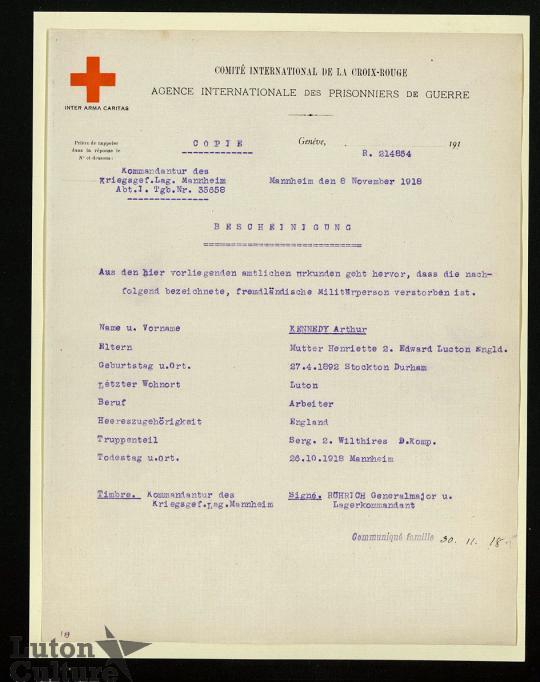 COMITÉ INTERNATIONAL DE LA CROIX-ROUGE
AGENCE INTERNATIONALE DES PRISONNIERS DE GUERRE
INTER ARMA CARITAS
Prière de rappeler
dans la réponse le
Nº ci-dessous:
COPIE
Genève, 191
R. 214854
Kommandantur des
Kriegsgef.Lag. Mannheim
Abt.I. Tgb.Nr. 35658
Mannheim den 8 November 1918
BESCHEINIGUNG
Aus den hier vorliegenden amtlichen Urkunden geht hervor, dass die nach-
folgend bezeichnete, fremdländische Militärperson verstorben ist.
Name u. Vorname KENNEDY Arthur
Eltern Mutter Henriette 2. Edward Lucton Engld.
Geburtstag u.Ort. 27.4.1892 Stockton Durham
Letzter Wohnort Luton
Beruf Arbeiter
Heereszugehörigkeit England
Truppenteil Serg. 2. Wilthires D.Komp.
Todestag u.Ort. 26.10.1918 Mannheim
Timbre. Kommandantur des Signé. RÜHRICH Generalmajor u.
Kriegsgef.Lag.Mannheim Lagerkommandant
Communiqué famille 30. 11. 18
18
Luton
Culture